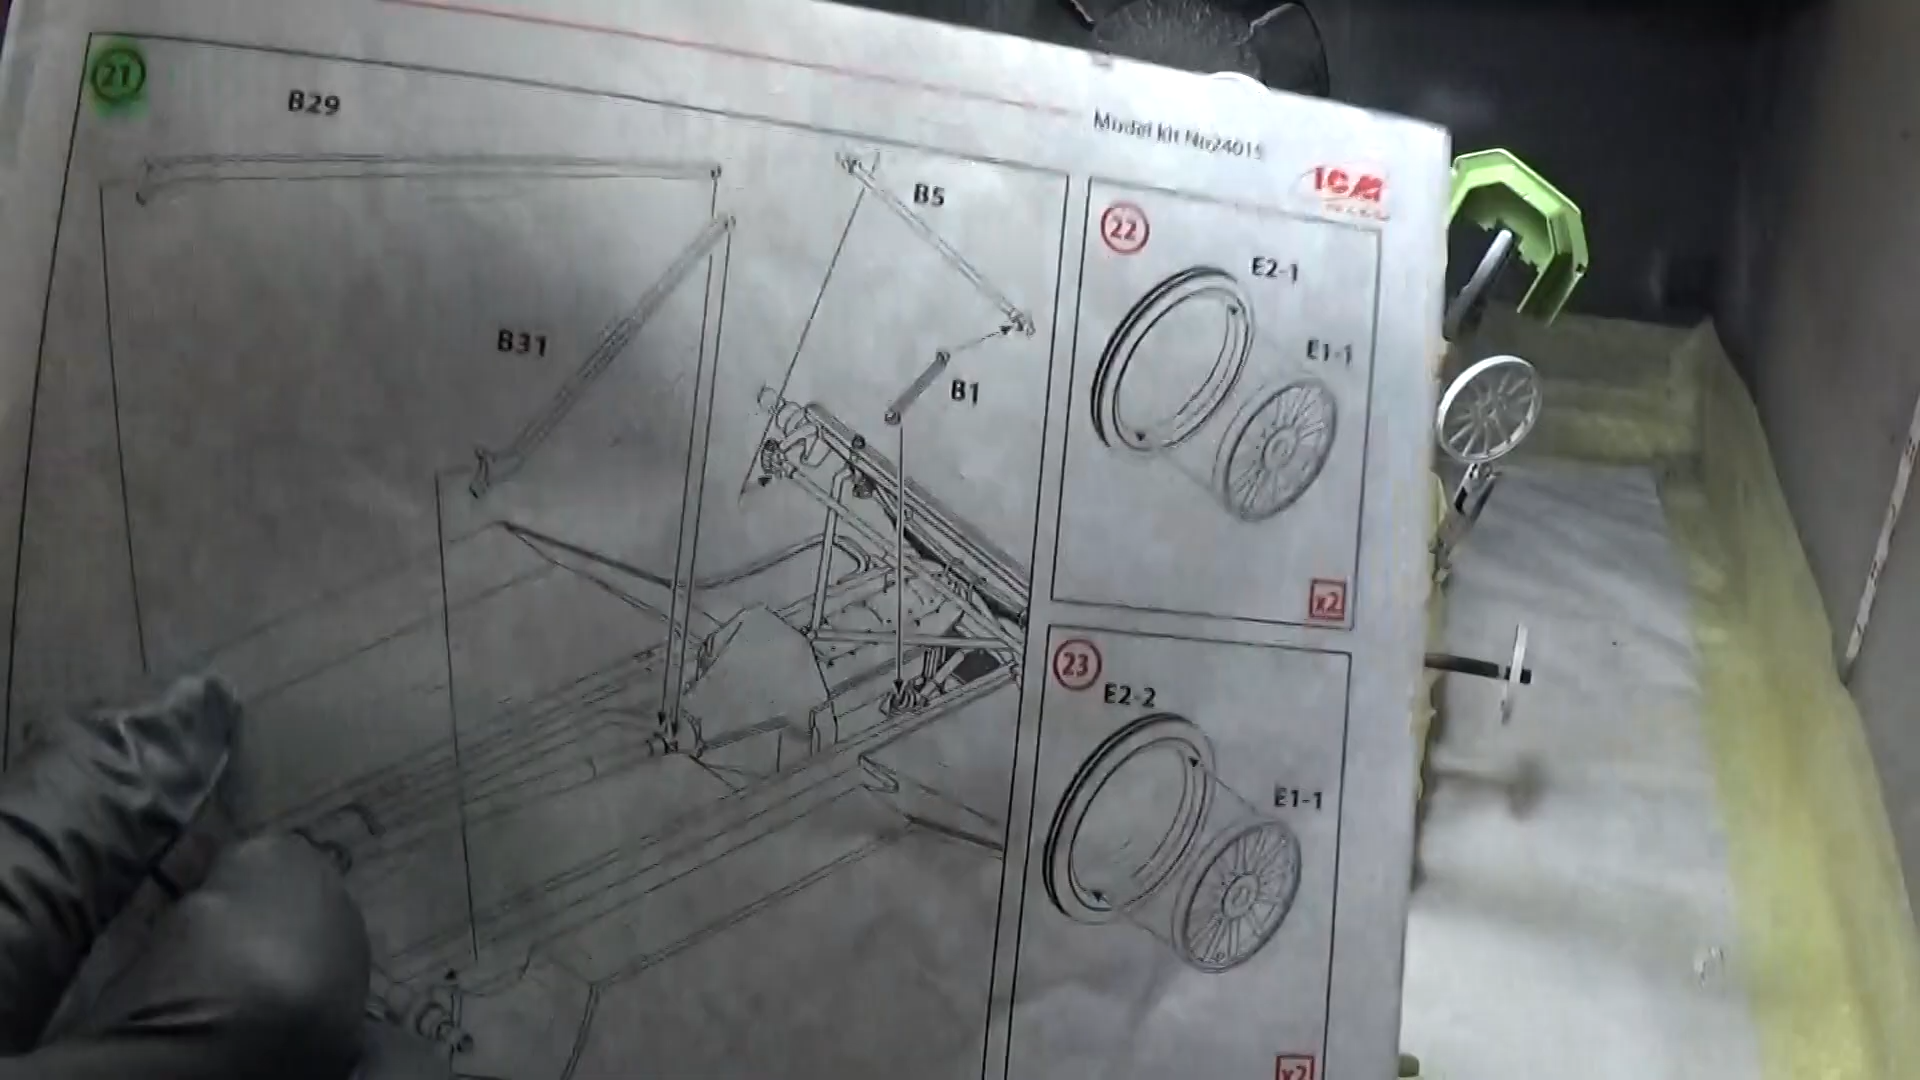 Model kit No24015
ICM
21
B29
B5
B31
B1
22
E2-1
E1-1
x2
23
E2-2
E1-1
x2